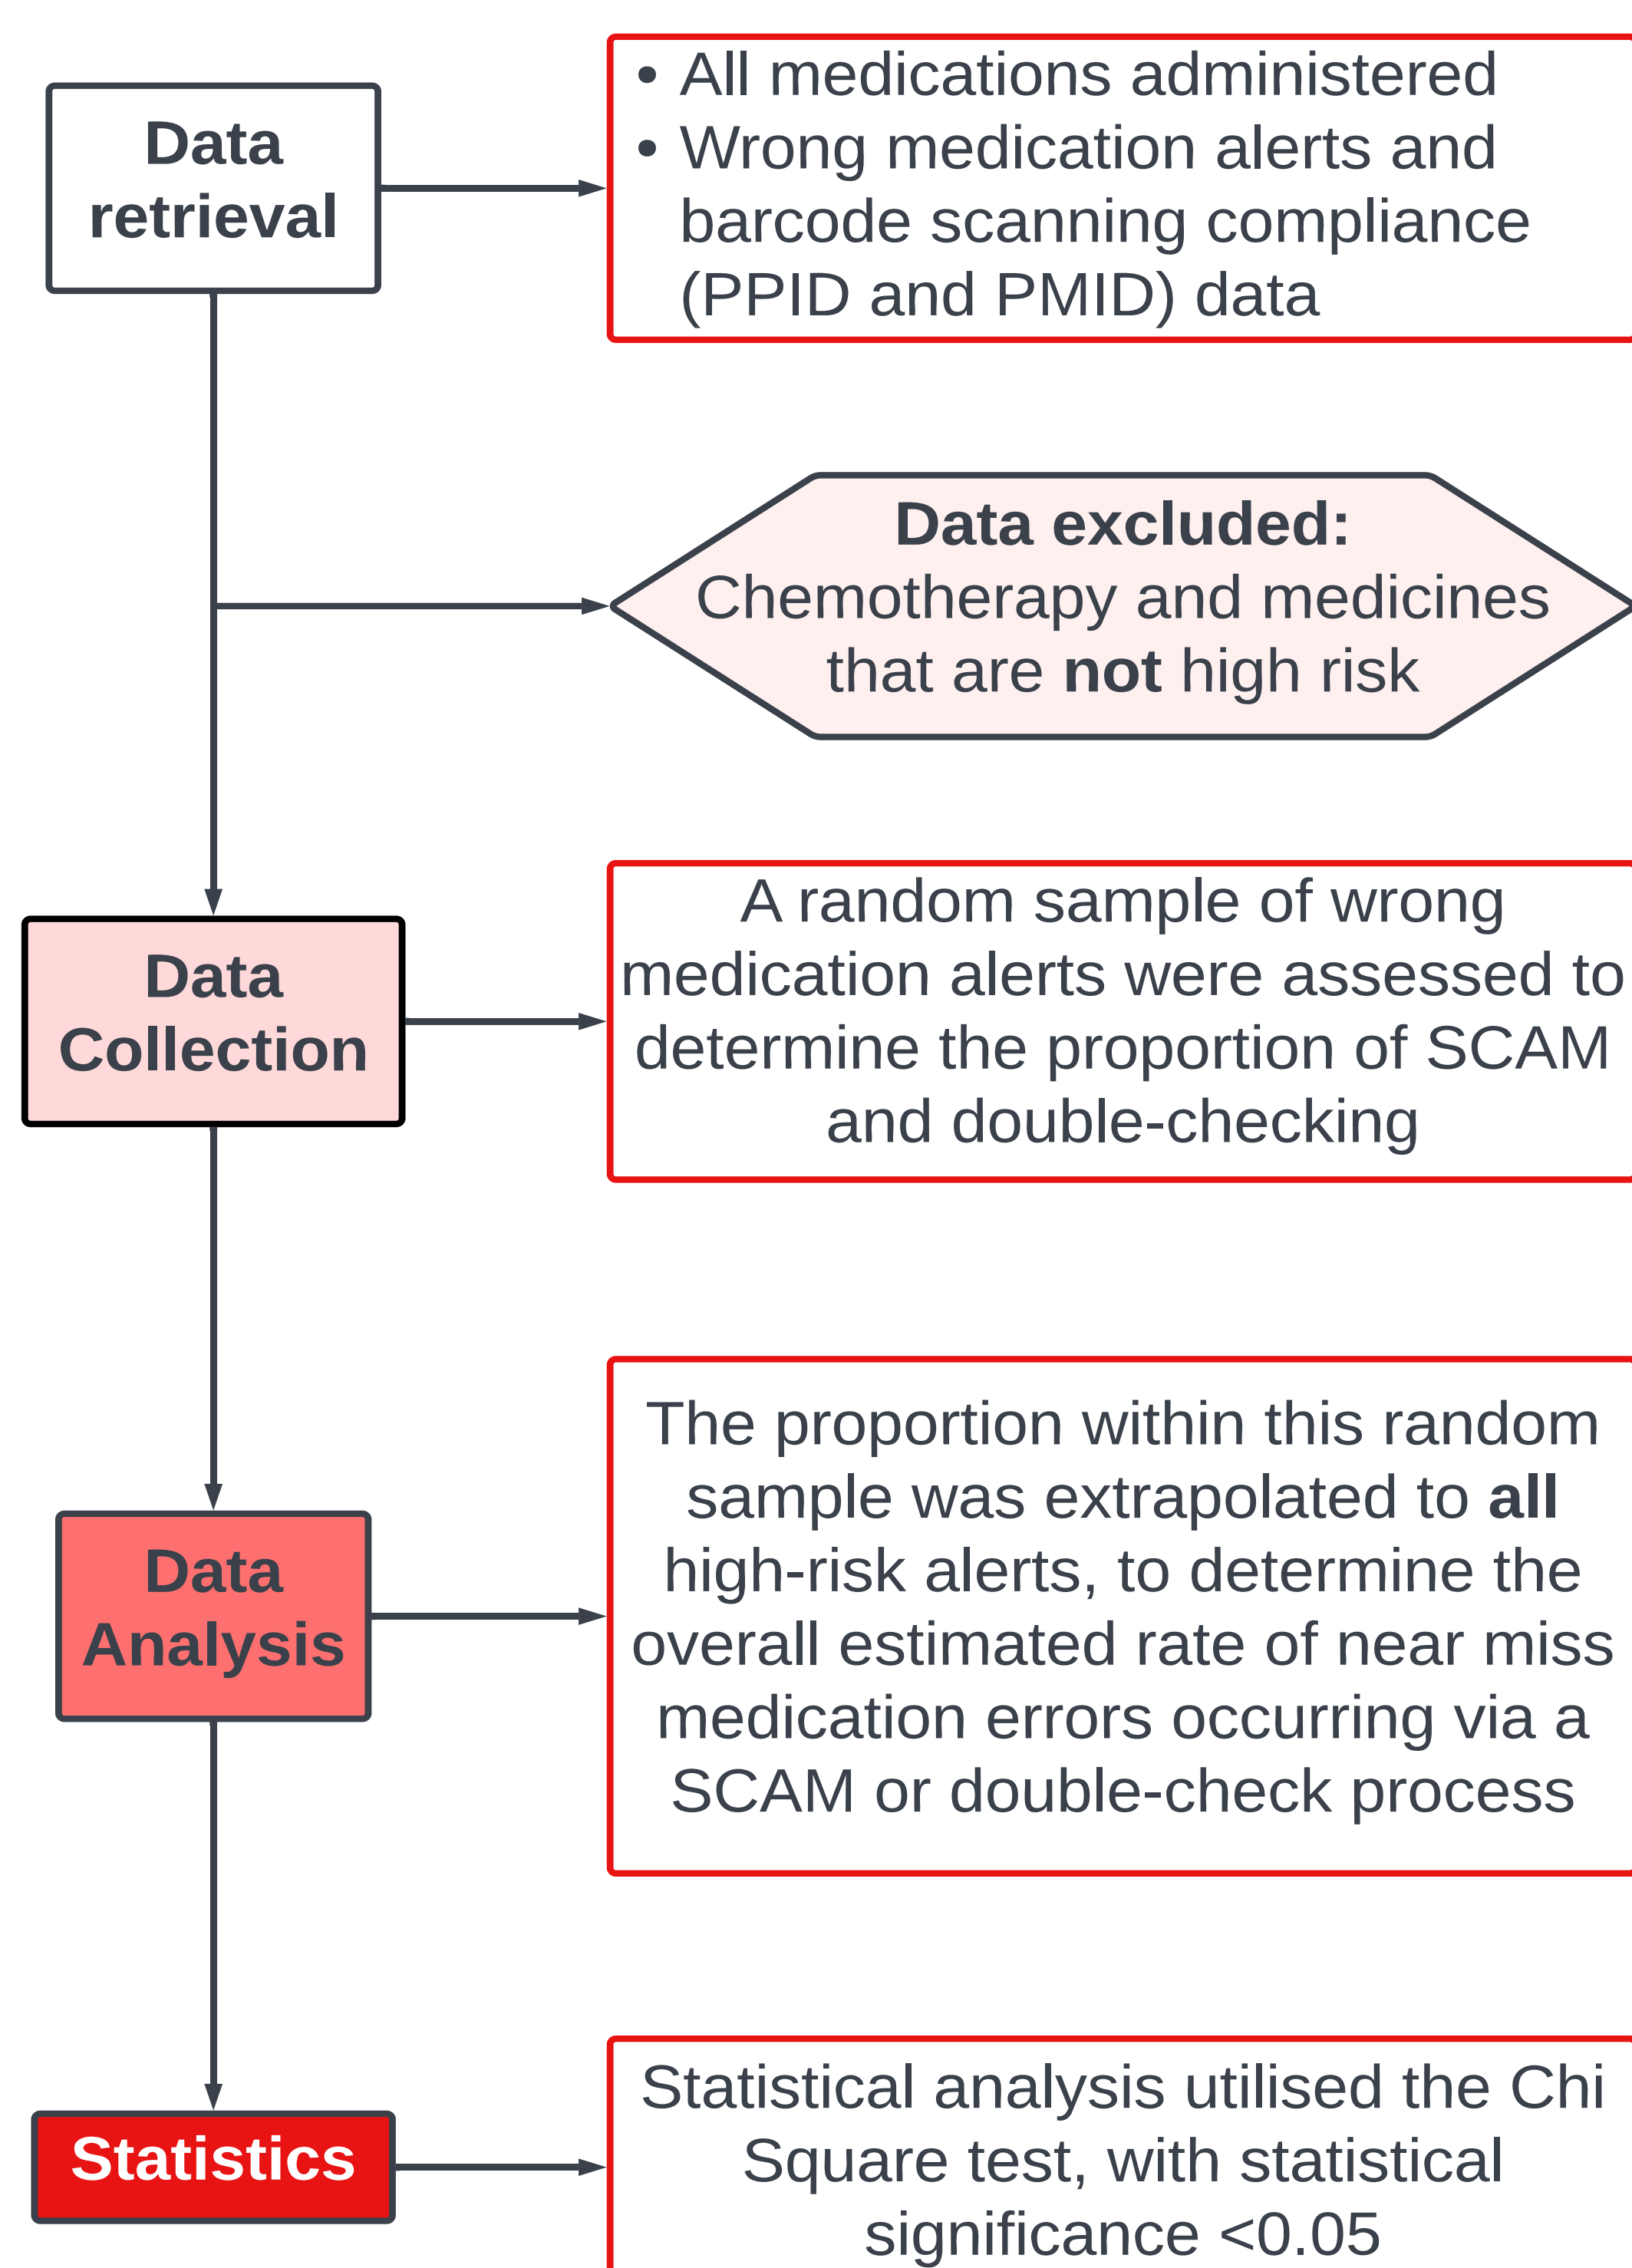 Data
retrieval
• All medications administered
• Wrong medication alerts and
barcode scanning compliance
(PPID and PMID) data
Data excluded:
Chemotherapy and medicines
that are not high risk
Data
Collection
A random sample of wrong
medication alerts were assessed to
determine the proportion of SCAM
and double-checking
Data
Analysis
The proportion within this random
sample was extrapolated to all
high-risk alerts, to determine the
overall estimated rate of near miss
medication errors occurring via a
SCAM or double-check process
Statistics
Statistical analysis utilised the Chi
Square test, with statistical
significance <0.05